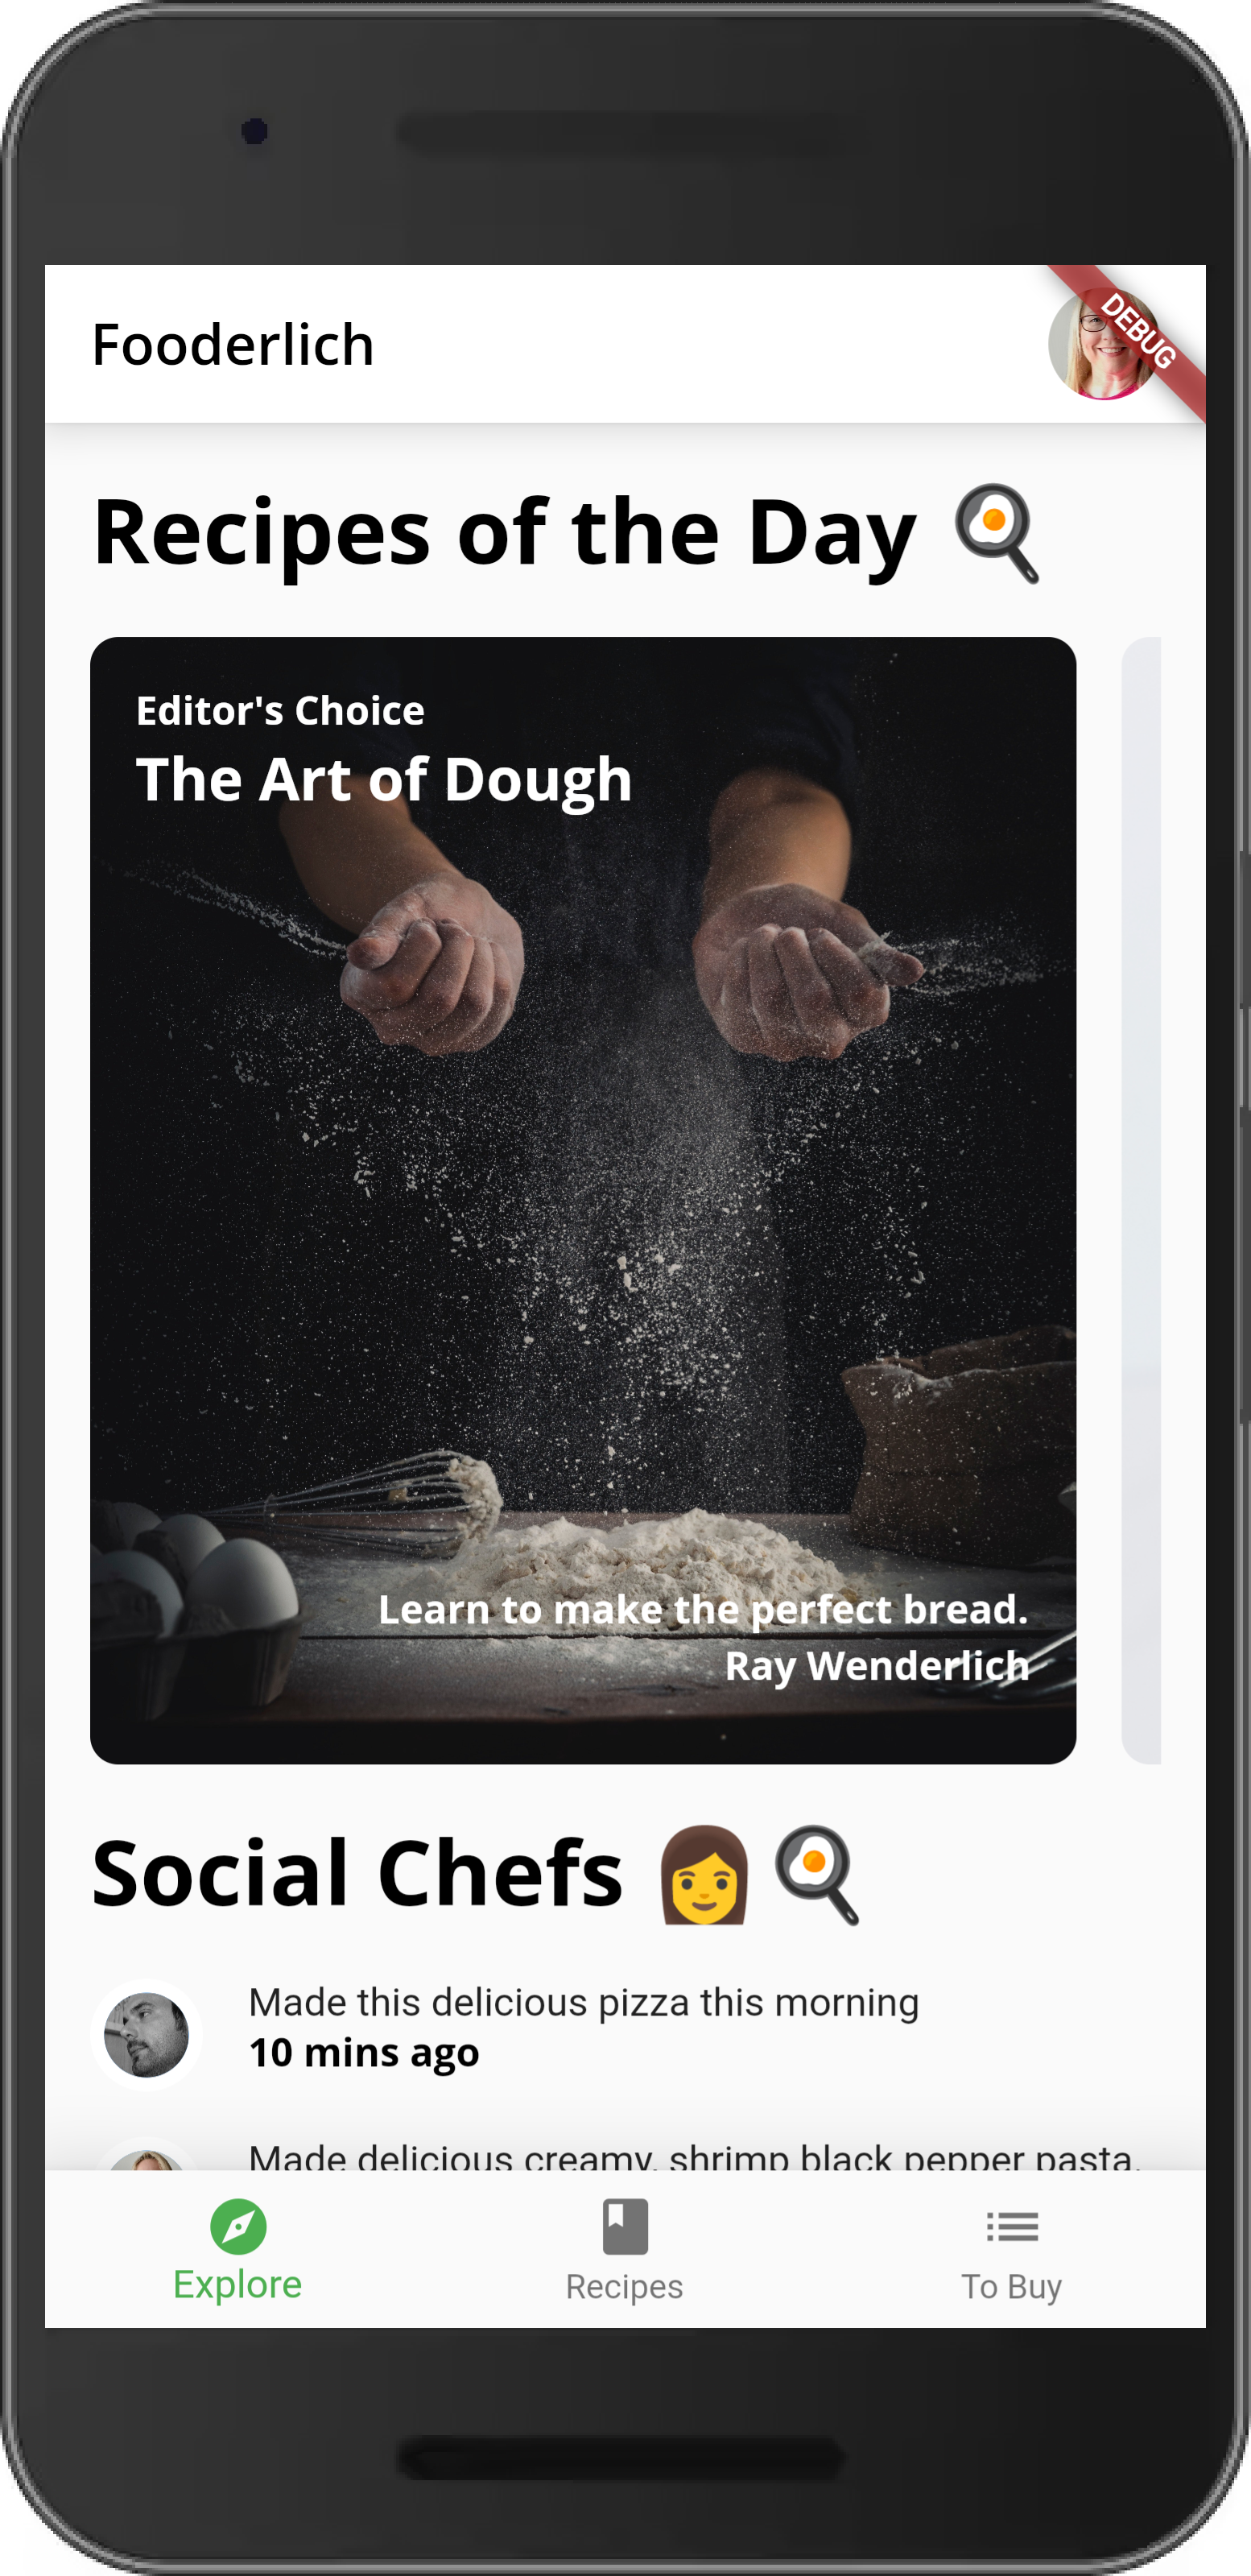 Fooderlich
DEBUG
Recipes of the Day 🍳
Editor's Choice
The Art of Dough
Learn to make the perfect bread.
Ray Wenderlich
Social Chefs 👩🍳
Made this delicious pizza this morning
10 mins ago
Made delicious creamy, shrimp black pepper pasta.
Explore
Recipes
To Buy